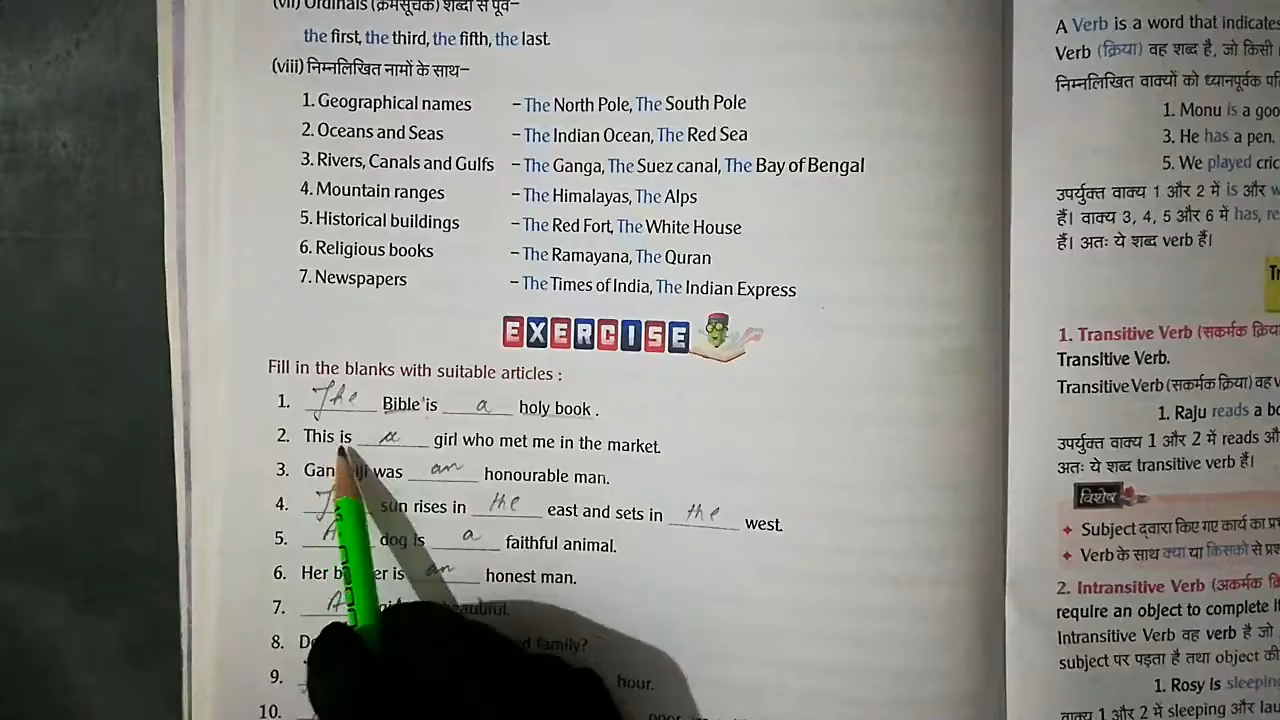 (vii) Ordinals (क्रमसूचक) शब्दों से पूर्व–
the first, the third, the fifth, the last.
(viii) निम्नलिखित नामों के साथ–
1. Geographical names – The North Pole, The South Pole
2. Oceans and Seas – The Indian Ocean, The Red Sea
3. Rivers, Canals and Gulfs – The Ganga, The Suez canal, The Bay of Bengal
4. Mountain ranges – The Himalayas, The Alps
5. Historical buildings – The Red Fort, The White House
6. Religious books – The Ramayana, The Quran
7. Newspapers – The Times of India, The Indian Express
EXERCISE
Fill in the blanks with suitable articles :
1. The Bible is a holy book.
2. This is a girl who met me in the market.
3. was an honourable man.
4. sun rises in the east and sets in the west.
5. A dog is a faithful animal.
6. Her is an honest man.
7. A beautiful.
8. family?
9. hour.
10.
A Verb is a word that indicates
Verb (क्रिया) वह शब्द है, जो किसी
निम्नलिखित वाक्यों को ध्यानपूर्वक
1. Monu is a
3. He has a pen.
5. We played
उपर्युक्त वाक्य 1 और 2 में is और
हैं। वाक्य 3, 4, 5 और 6 में has,
हैं। अतः ये शब्द verb हैं।
1. Transitive Verb (सकर्मक
Transitive Verb.
Transitive Verb (सकर्मक क्रिया) वह
1. Raju reads a
उपर्युक्त वाक्य 1 और 2 में reads
अतः ये शब्द transitive verb हैं।
विशेष
Subject द्वारा किए गए कार्य का
Verb के साथ क्या या किसको से
2. Intransitive Verb (अकर्मक
require an object to complete
Intransitive Verb वह verb है जो
subject पर पड़ता है तथा object की
1. Rosy is sleeping
वाक्य 1 और 2 में sleeping और